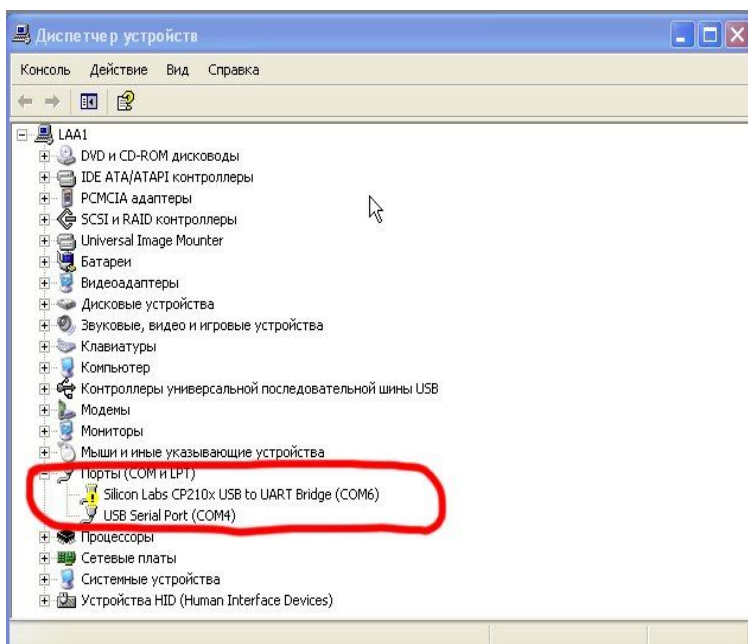 Диспетчер устройств
Консоль Действие Вид Справка
LAA1
DVD и CD-ROM дисководы
IDE ATA/ATAPI контроллеры
PCMCIA адаптеры
SCSI и RAID контроллеры
Universal Image Mounter
Батареи
Видеоадаптеры
Дисковые устройства
Звуковые, видео и игровые устройства
Клавиатуры
Компьютер
Контроллеры универсальной последовательной шины USB
Модемы
Мониторы
Мыши и иные указывающие устройства
Порты (COM и LPT)
Silicon Labs CP210x USB to UART Bridge (COM6)
USB Serial Port (COM4)
Процессоры
Сетевые платы
Системные устройства
Устройства HID (Human Interface Devices)